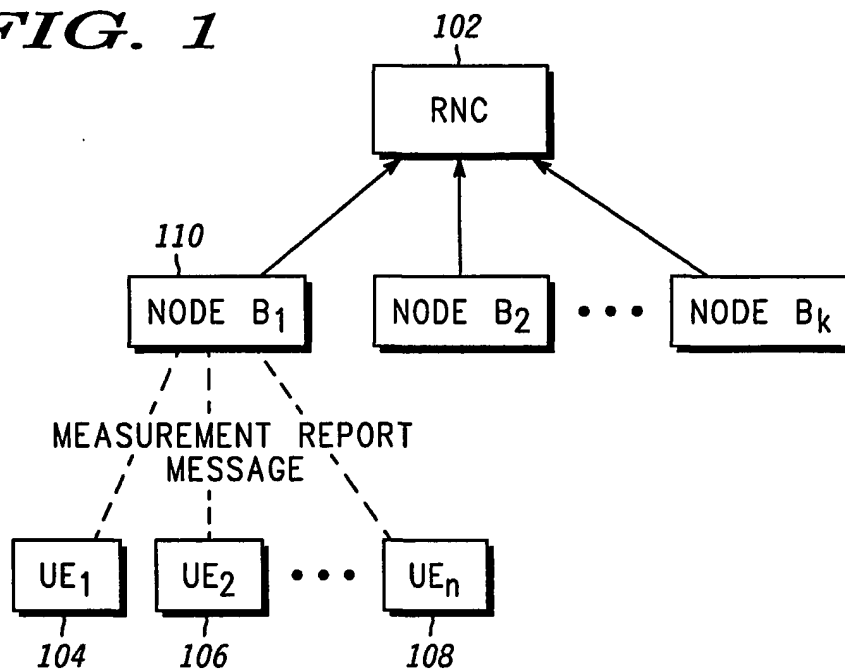 FIG. 1
102
RNC
110
NODE B1
NODE B2
NODE Bk
MEASUREMENT REPORT
MESSAGE
UE1
UE2
UEn
104
106
108